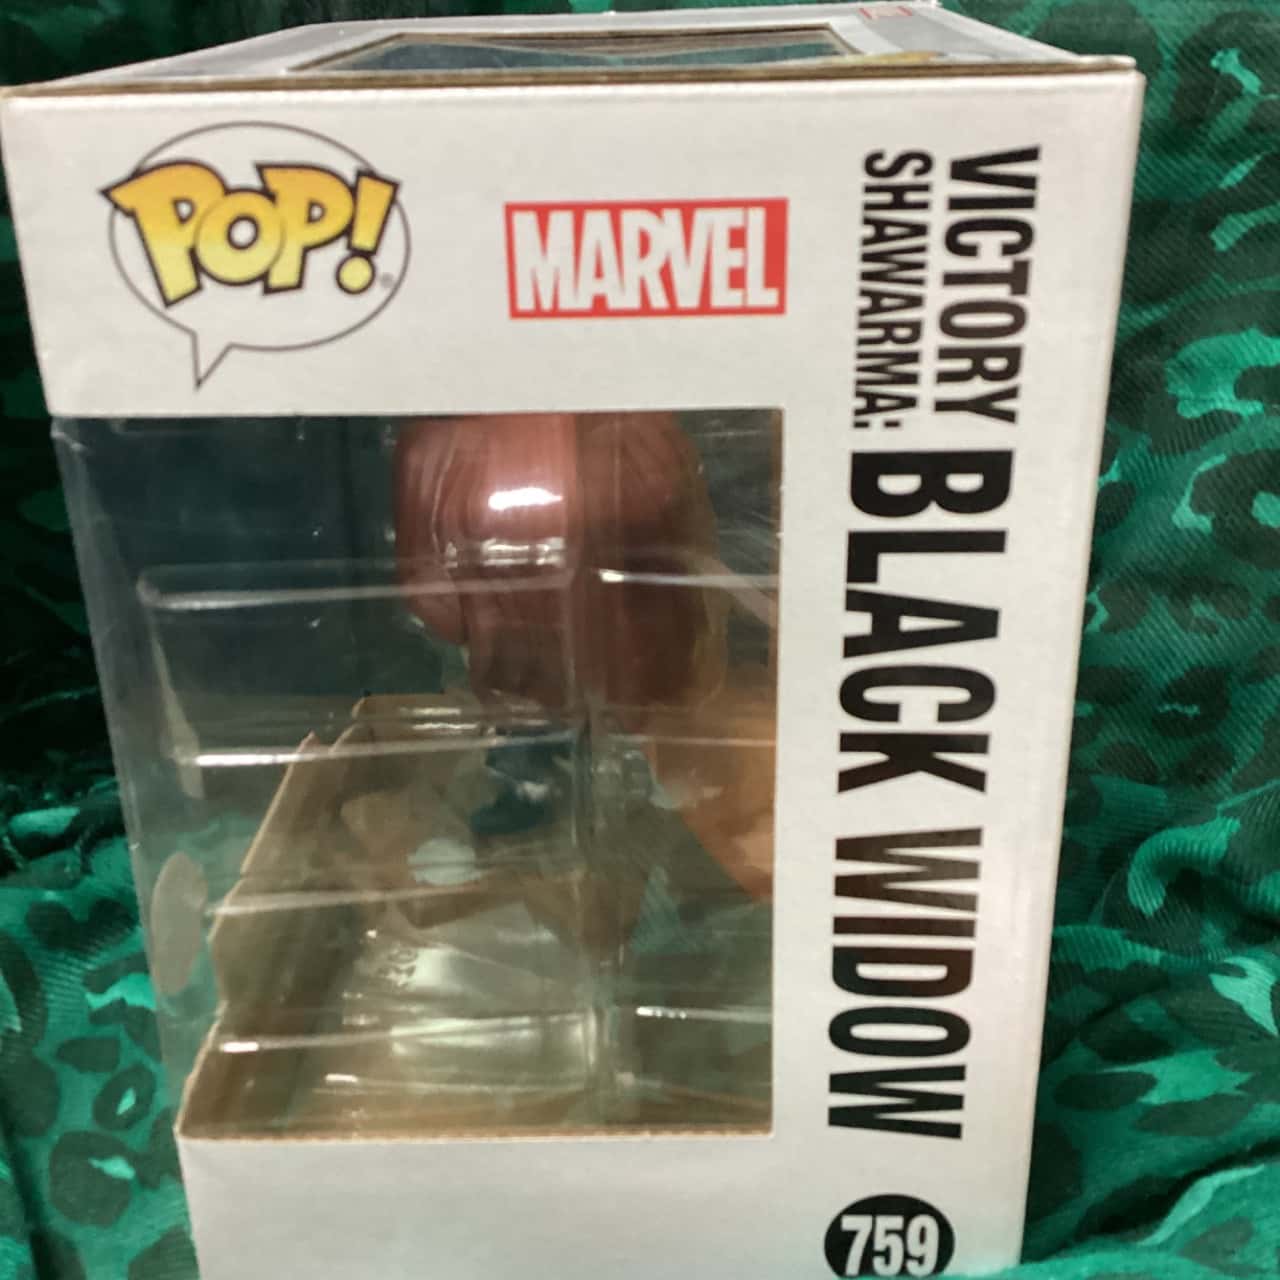 POP!
MARVEL
VICTORY
SHAWARMA:
BLACK WIDOW
759